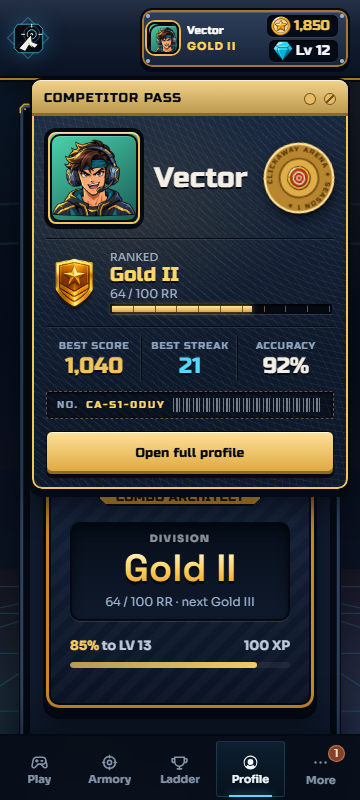 Vector
GOLD II
1,850
Lv 12
COMPETITOR PASS
Vector
CLICKAWAY ARENA
SEASON 1
RANKED
Gold II
64 / 100 RR
BEST SCORE
1,040
BEST STREAK
21
ACCURACY
92%
NO. CA-S1-0DUY
Open full profile
COMBO ARCHITECT
DIVISION
Gold II
64 / 100 RR · next Gold III
85% to LV 13
100 XP
Play
Armory
Ladder
Profile
More
1